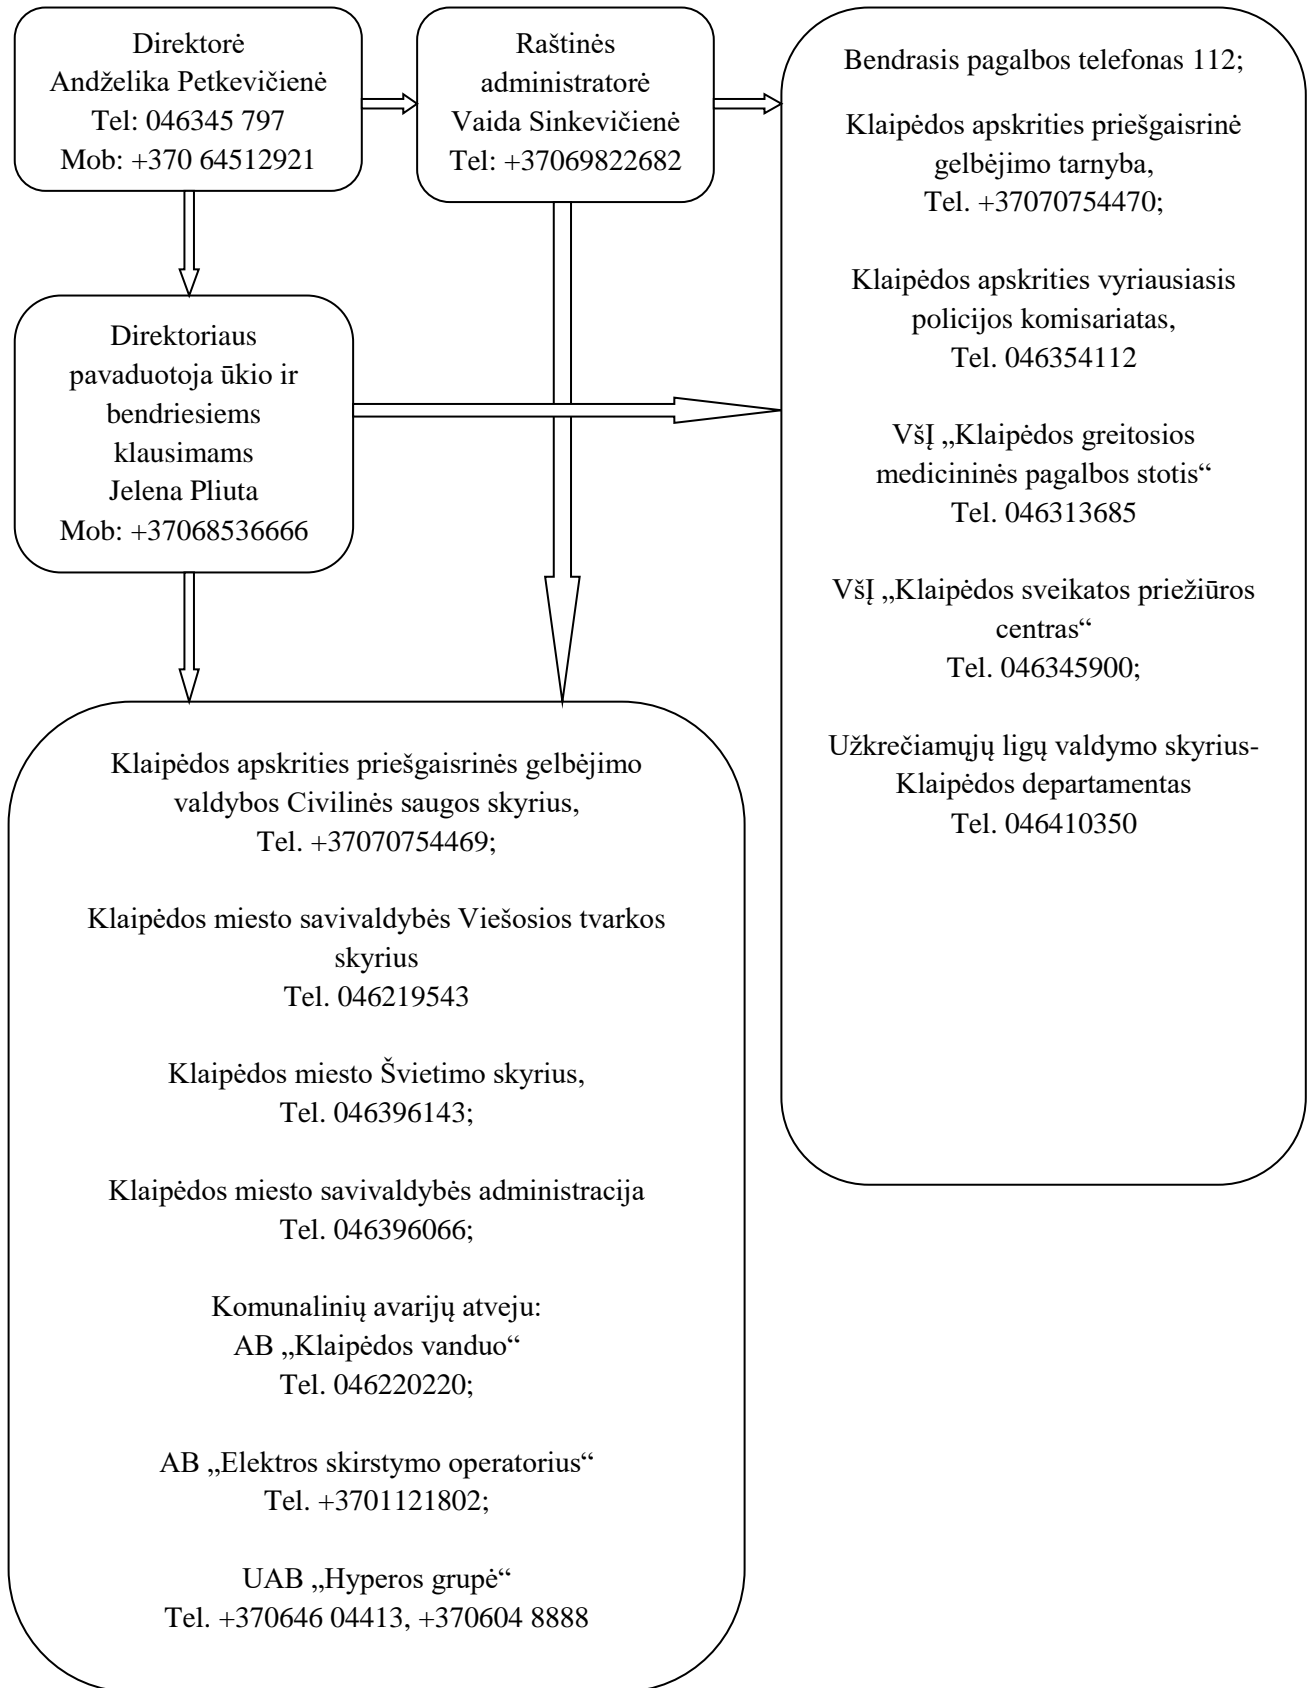 Direktorė
Andželika Petkevičienė
Tel: 046345 797
Mob: +370 64512921
Raštinės
administratorė
Vaida Sinkevičienė
Tel: +37069822682
Bendrasis pagalbos telefonas 112;
Klaipėdos apskrities priešgaisrinė
gelbėjimo tarnyba,
Tel. +37070754470;
Klaipėdos apskrities vyriausiasis
policijos komisariatas,
Tel. 046354112
VšĮ „Klaipėdos greitosios
medicininės pagalbos stotis“
Tel. 046313685
VšĮ „Klaipėdos sveikatos priežiūros
centras“
Tel. 046345900;
Užkrečiamųjų ligų valdymo skyrius-
Klaipėdos departamentas
Tel. 046410350
Direktoriaus
pavaduotoja ūkio ir
bendriesiems
klausimams
Jelena Pliuta
Mob: +37068536666
Klaipėdos apskrities priešgaisrinės gelbėjimo
valdybos Civilinės saugos skyrius,
Tel. +37070754469;
Klaipėdos miesto savivaldybės Viešosios tvarkos
skyrius
Tel. 046219543
Klaipėdos miesto Švietimo skyrius,
Tel. 046396143;
Klaipėdos miesto savivaldybės administracija
Tel. 046396066;
Komunalinių avarijų atveju:
AB „Klaipėdos vanduo“
Tel. 046220220;
AB „Elektros skirstymo operatorius“
Tel. +3701121802;
UAB „Hyperos grupė“
Tel. +370646 04413, +370604 8888